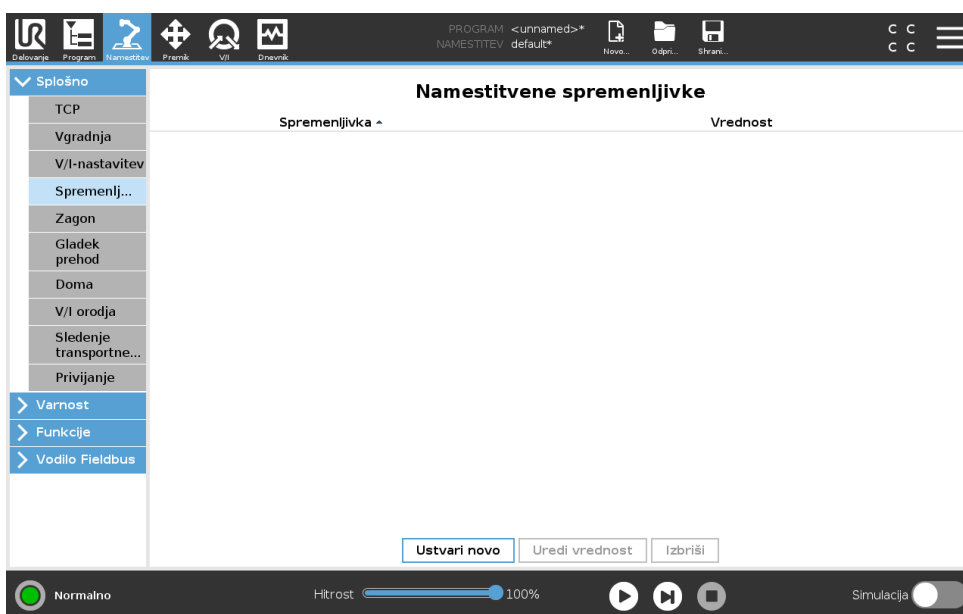 UR
PROGRAM <unnamed>*
NAMESTITEV default*
Delovanje Program Namestitev Premik V/I Dnevnik Novo... Odpri... Shrani...
C C
C C
Splošno
TCP
Vgradnja
V/I-nastavitev
Spremenlj...
Zagon
Gladek
prehod
Doma
V/I orodja
Sledenje
transportne...
Privijanje
Varnost
Funkcije
Vodilo Fieldbus
Namestitvene spremenljivke
Spremenljivka Vrednost
Ustvari novo Uredi vrednost Izbriši
Normalno Hitrost 100% Simulacija